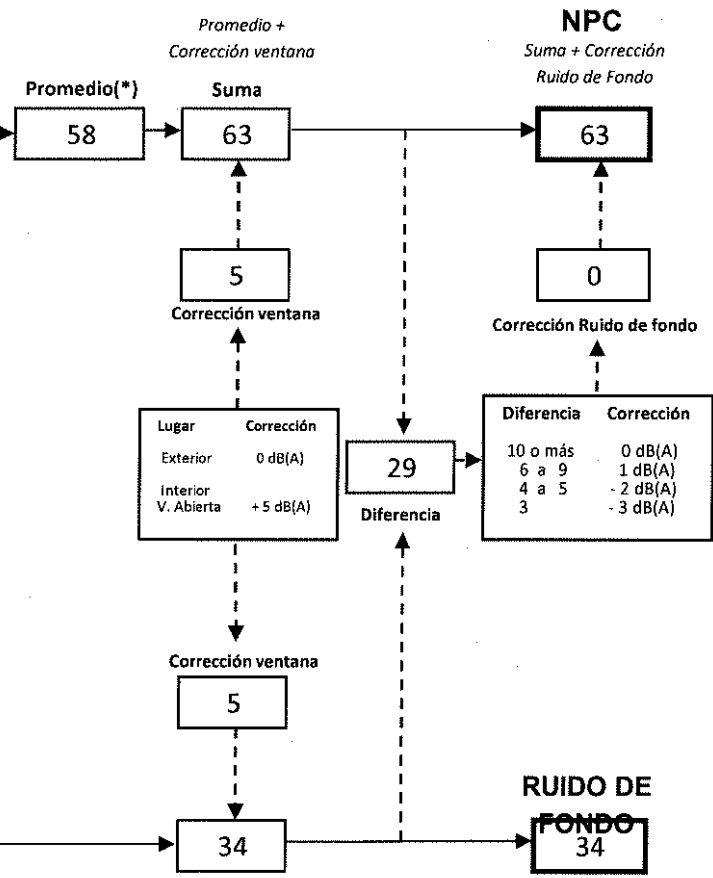 Promedio +
Corrección ventana
NPC
Suma + Corrección
Ruido de Fondo
Promedio(*)
Suma
58
63
63
5
0
Corrección ventana
Corrección Ruido de fondo
Lugar Corrección
Exterior 0 dB(A)
Interior
V. Abierta + 5 dB(A)
29
Diferencia
Diferencia Corrección
10 o más 0 dB(A)
6 a 9 1 dB(A)
4 a 5 - 2 dB(A)
3 - 3 dB(A)
Corrección ventana
5
34
RUIDO DE
FONDO
34